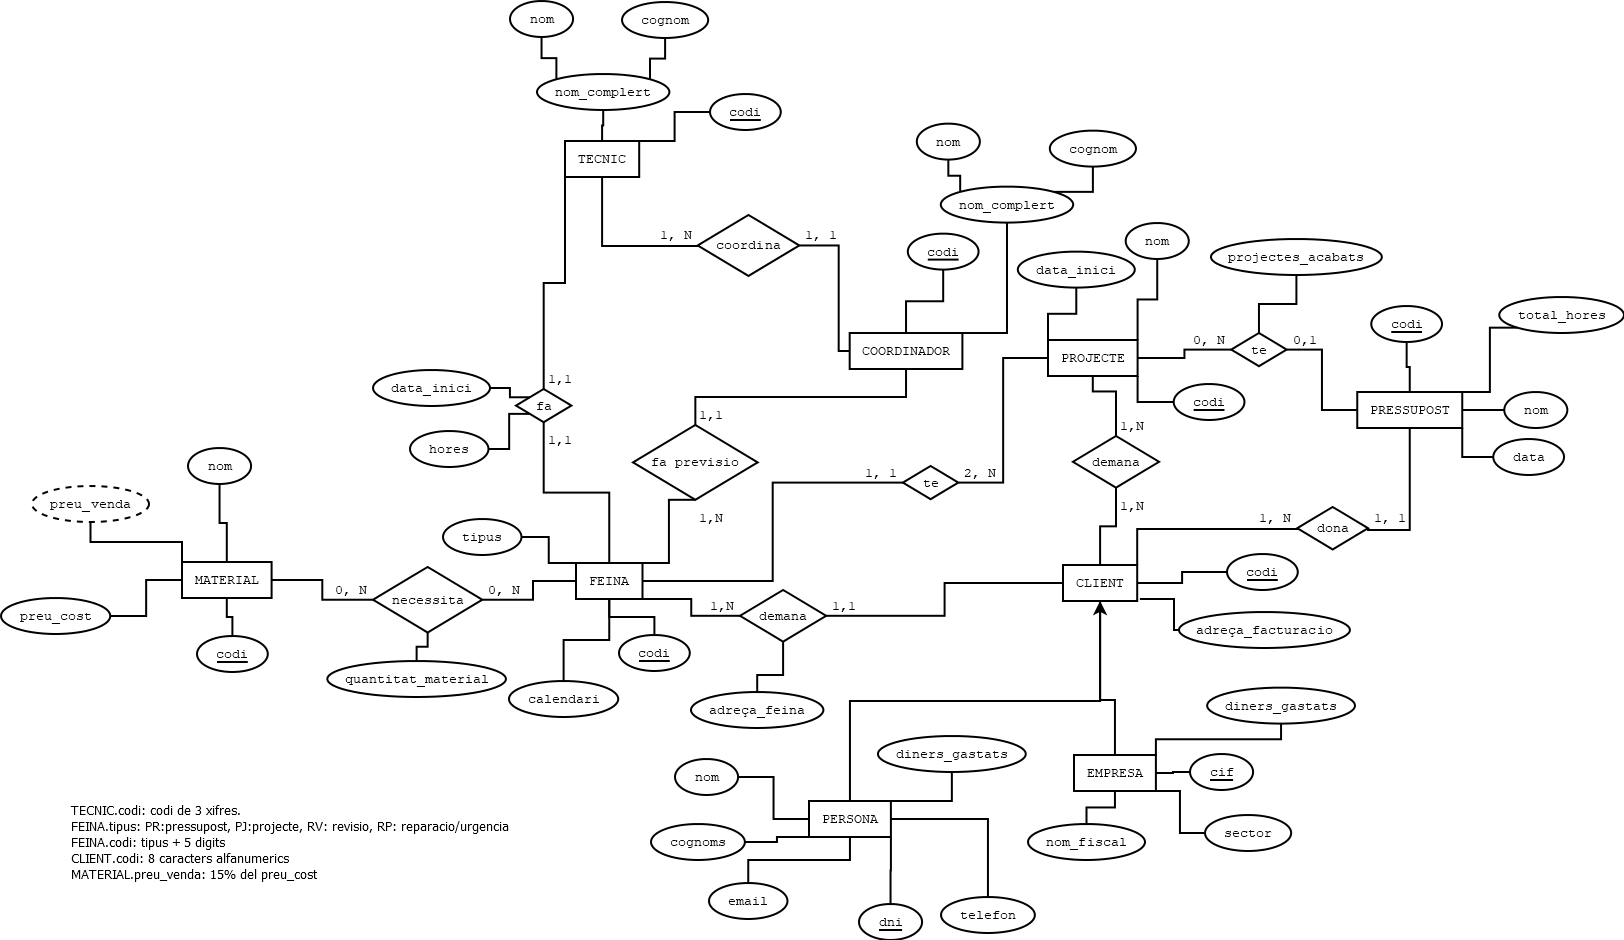 nom
cognom
nom_complert
codi
TECNIC
nom
cognom
nom_complert
1, N
coordina
1, 1
codi
data_inici
nom
projectes_acabats
codi
total_hores
COORDINADOR
PROJECTE
0, N
te
0,1
data_inici
1,1
fa
1,1
hores
codi
PRESSUPOST
nom
data
1,1
fa previsio
1,N
1,N
demana
1,N
1, 1
te
2, N
nom
preu_venda
tipus
1, N
dona
1, 1
MATERIAL
0, N
necessita
0, N
FEINA
CLIENT
codi
preu_cost
1,N
demana
1,1
adreça_facturacio
codi
codi
quantitat_material
calendari
adreça_feina
diners_gastats
diners_gastats
nom
EMPRESA
cif
PERSONA
cognoms
nom_fiscal
sector
email
dni
telefon
TECNIC.codi: codi de 3 xifres.
FEINA.tipus: PR:pressupost, PJ:projecte, RV: revisio, RP: reparacio/urgencia
FEINA.codi: tipus + 5 digits
CLIENT.codi: 8 caracters alfanumerics
MATERIAL.preu_venda: 15% del preu_cost